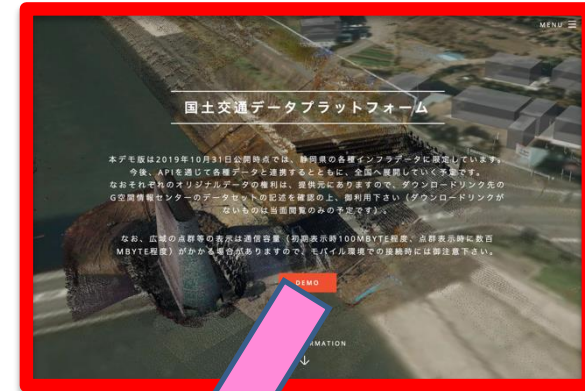 MENU
国土交通データプラットフォーム
本デモ版は2019年10月31日公開時点では、静岡県の各種インフラデータに限定しています。
今後、APIを通じて各種データと連携するとともに、全国へ展開していく予定です。
なおそれぞれのオリジナルデータの権利は、提供元にありますので、ダウンロードリンク先の
G空間情報センターのデータセットの記述を確認の上、御利用下さい（ダウンロードリンクが
ないものは当面閲覧のみの予定です）。
なお、広域の点群等の表示は通信容量（初期表示時100MBYTE程度、点群表示時に数百
MBYTE程度）がかかる場合がありますので、モバイル環境での接続時には御注意下さい。
DEMO
RMATION